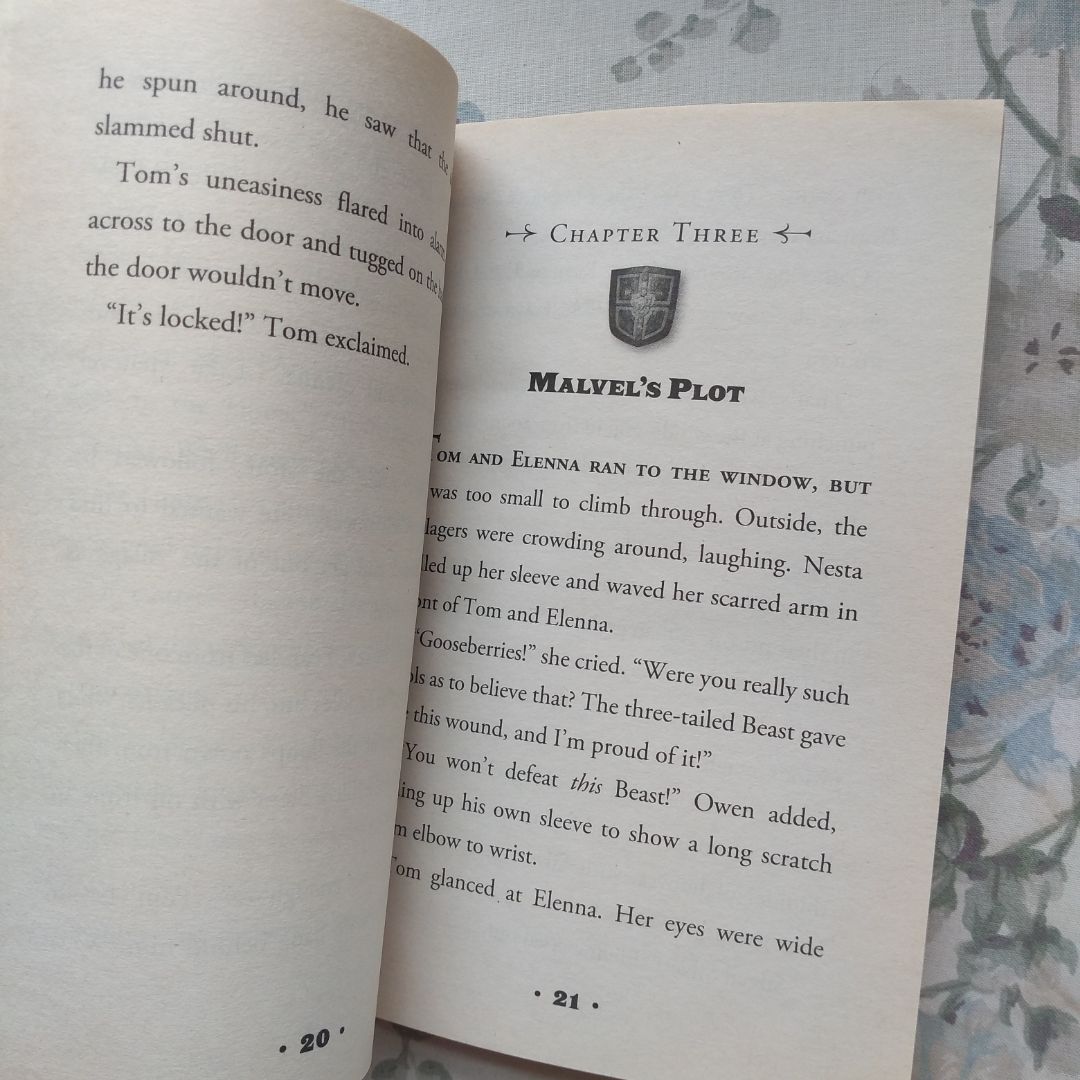 he spun around, he saw that the
slammed shut.
Tom's uneasiness flared into
across to the door and tugged on the
the door wouldn't move.
"It's locked!" Tom exclaimed.
· 20 ·
CHAPTER THREE
MALVEL'S PLOT
TOM AND ELENNA RAN TO THE WINDOW, BUT
was too small to climb through. Outside, the
lagers were crowding around, laughing. Nesta
led up her sleeve and waved her scarred arm in
ont of Tom and Elenna.
"Gooseberries!" she cried. "Were you really such
ls as to believe that? The three-tailed Beast gave
this wound, and I'm proud of it!"
"You won't defeat this Beast!" Owen added,
ling up his own sleeve to show a long scratch
m elbow to wrist.
Tom glanced at Elenna. Her eyes were wide
· 21 ·